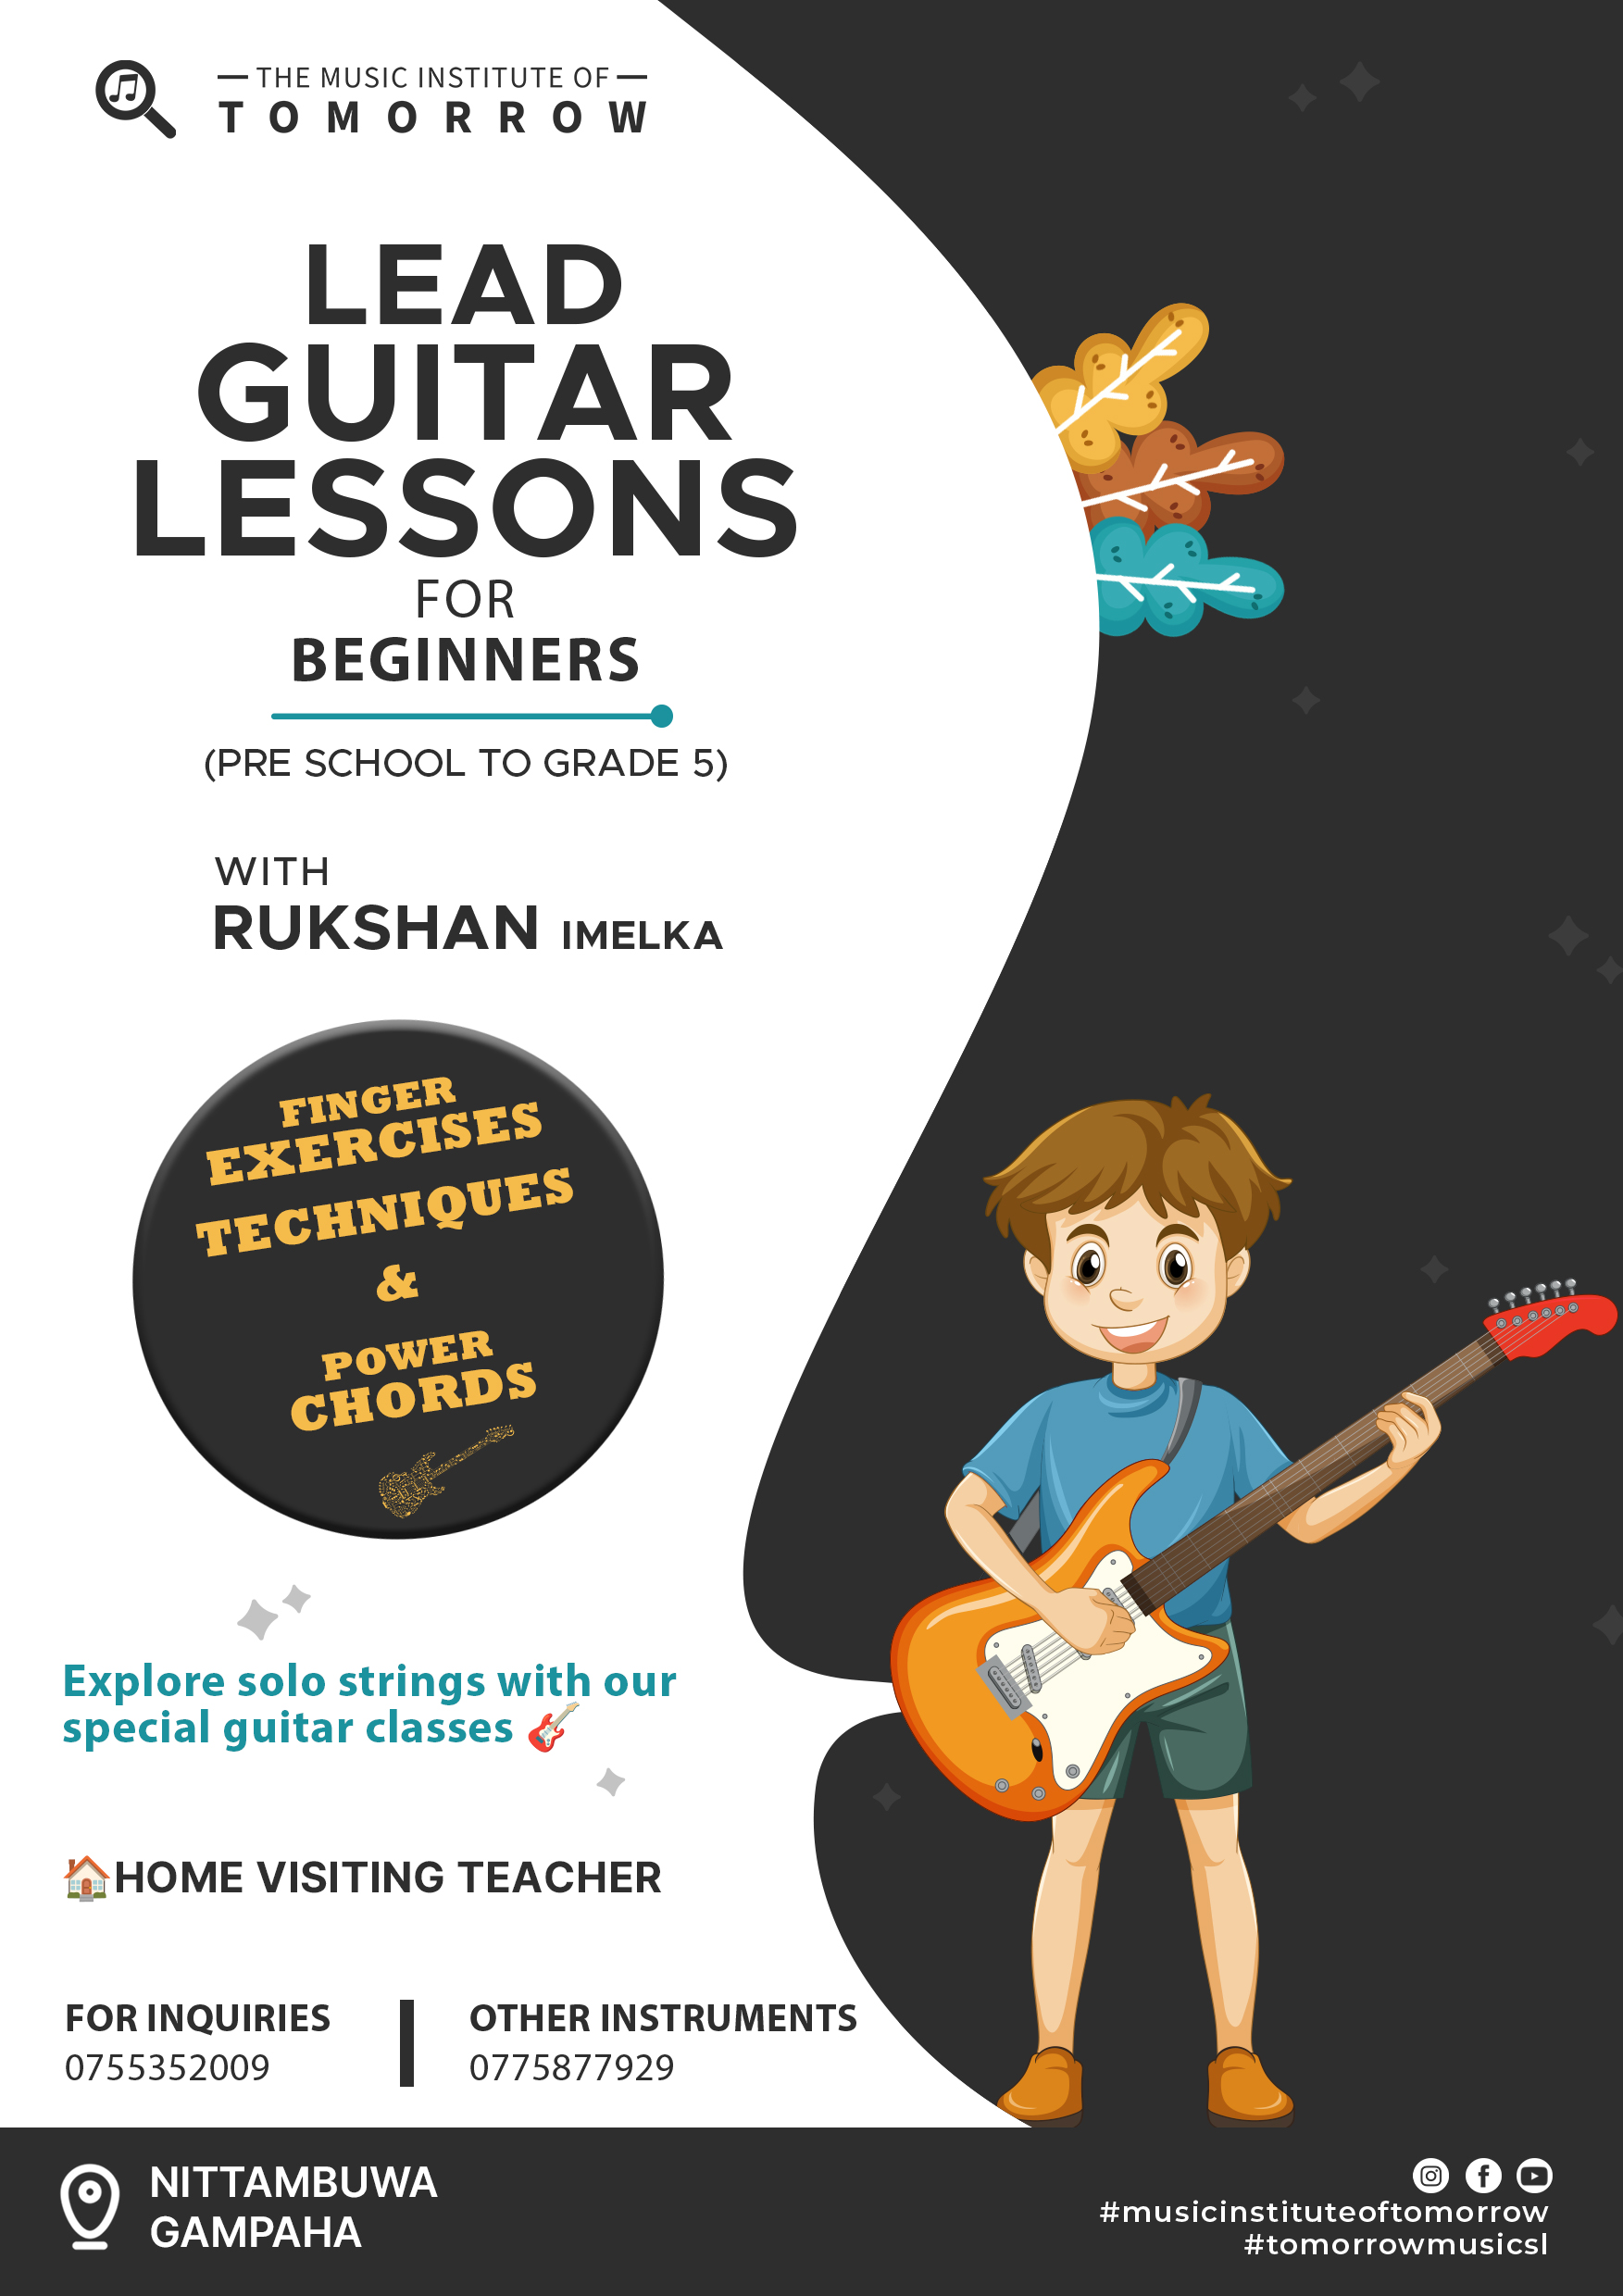 THE MUSIC INSTITUTE OF
TOMORROW
LEAD
GUITAR
LESSONS
FOR
BEGINNERS
(PRE SCHOOL TO GRADE 5)
WITH
RUKSHAN IMELKA
FINGER
EXERCISES
TECHNIQUES
&
POWER
CHORDS
Explore solo strings with our
special guitar classes 🎸
🏠HOME VISITING TEACHER
FOR INQUIRIES
0755352009
OTHER INSTRUMENTS
0775877929
NITTAMBUWA
GAMPAHA
#musicinstituteoftomorrow
#tomorrowmusicsl